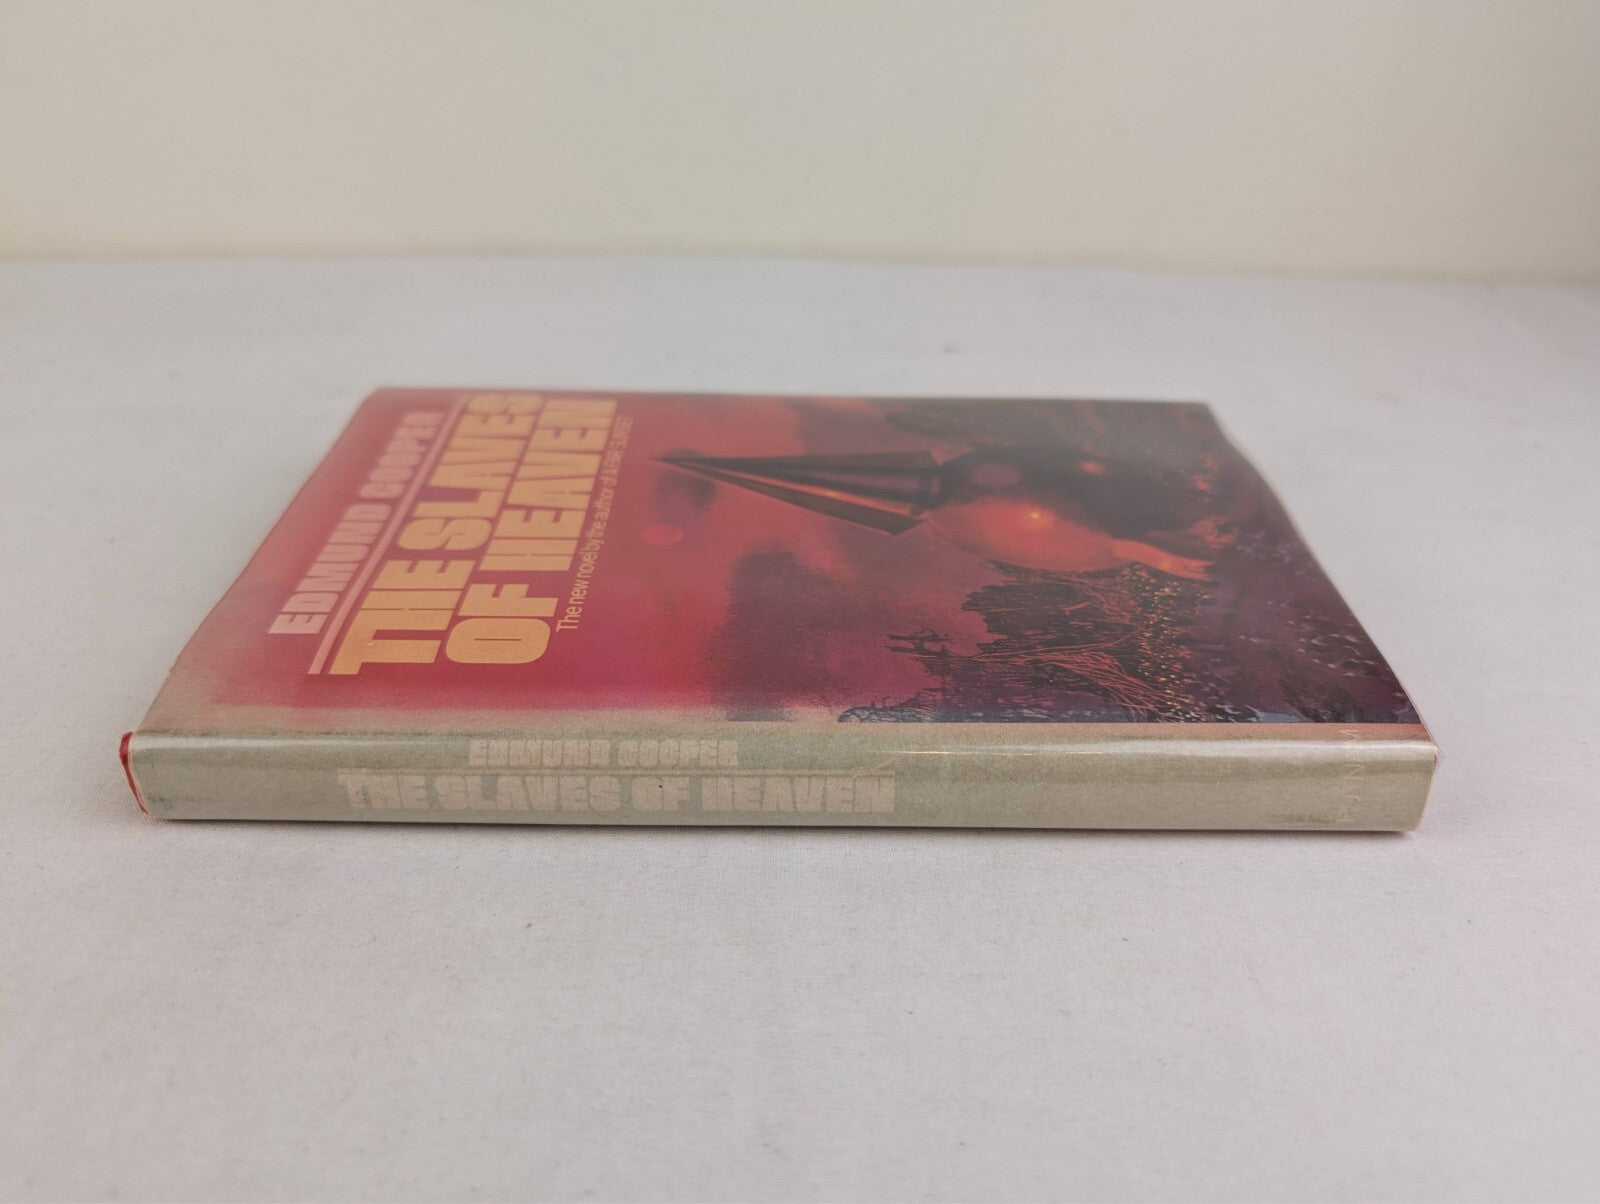 EDMUND COOPER
THE SLAVES
OF HEAVEN
The new novel by the author of A FAR SUNSET
EDMUND COOPER
THE SLAVES OF HEAVEN